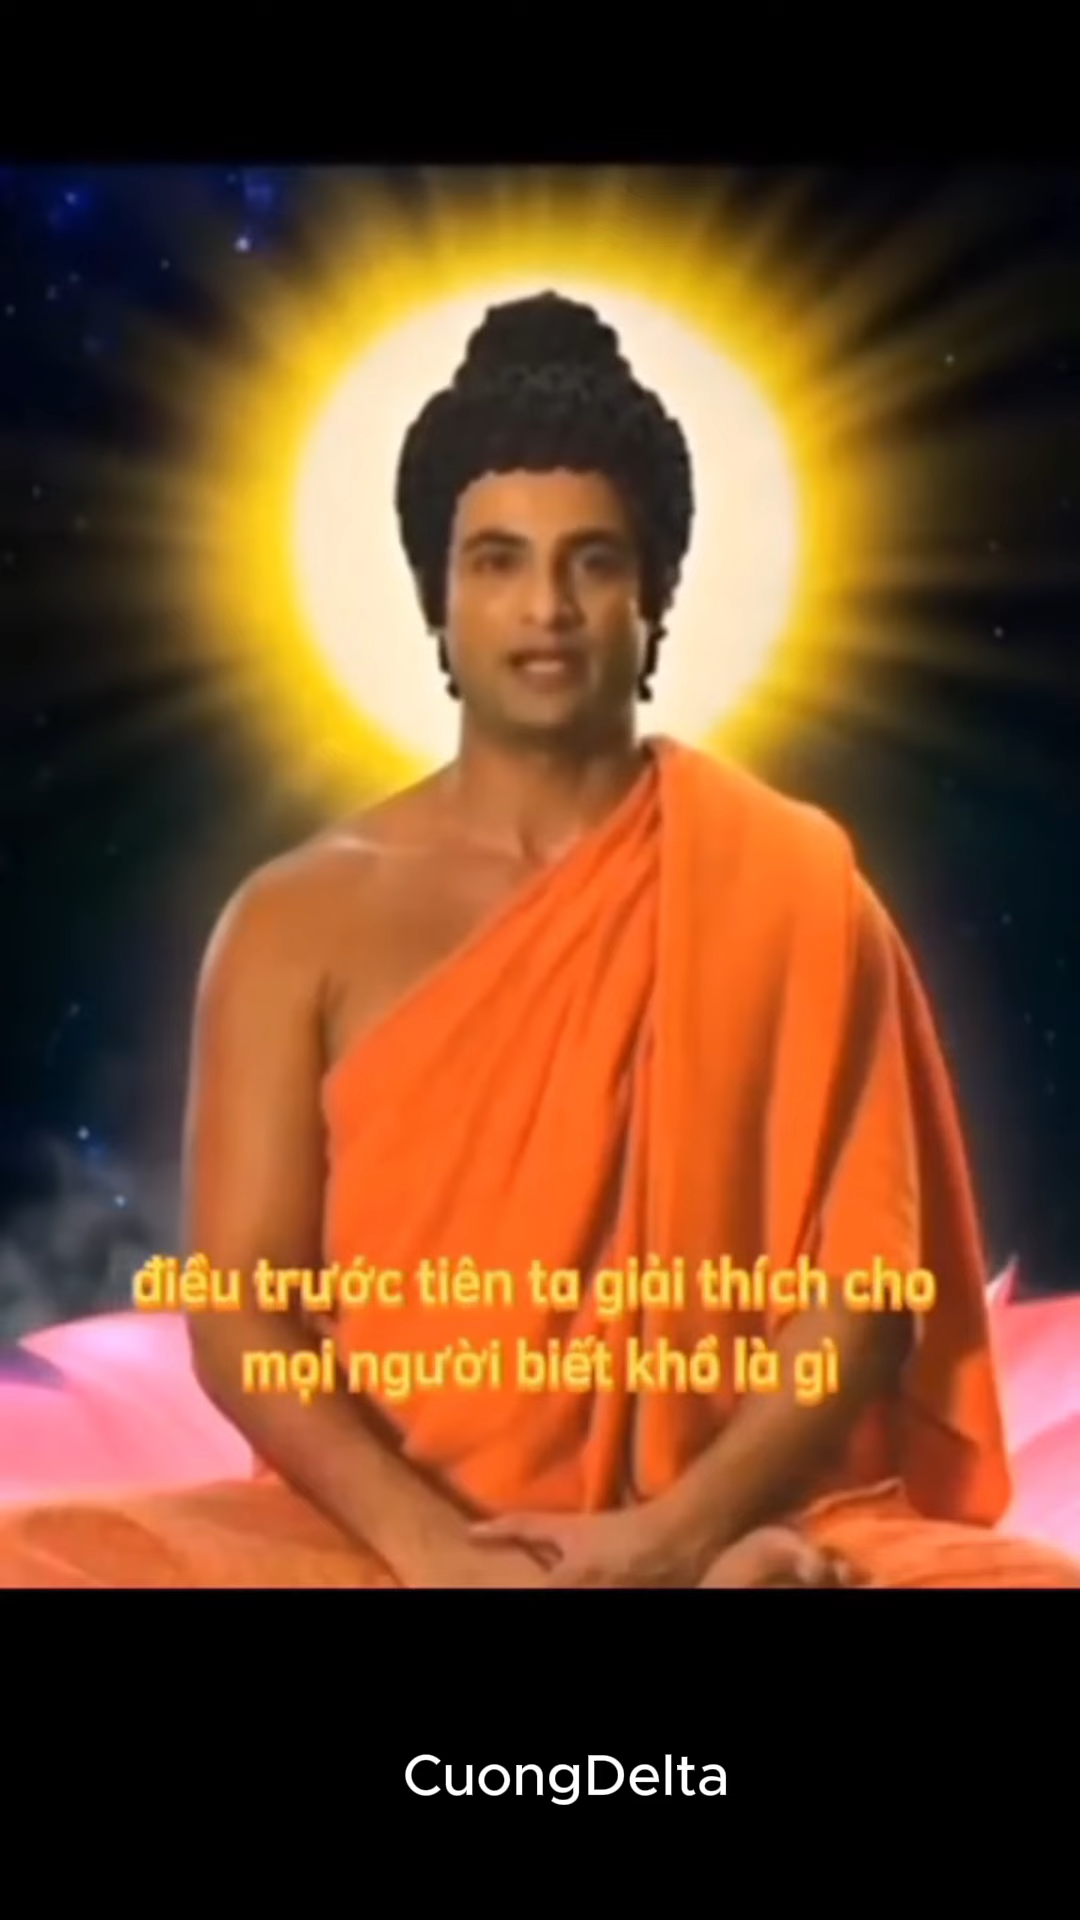 điều trước tiên ta giải thích cho
mọi người biết khổ là gì
CuongDelta